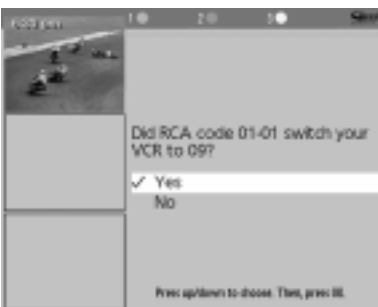 1 2 3
Did RCA code 01-01 switch your
VCR to 09?
✓ Yes
No
Press up/down to choose. Then, press OK.